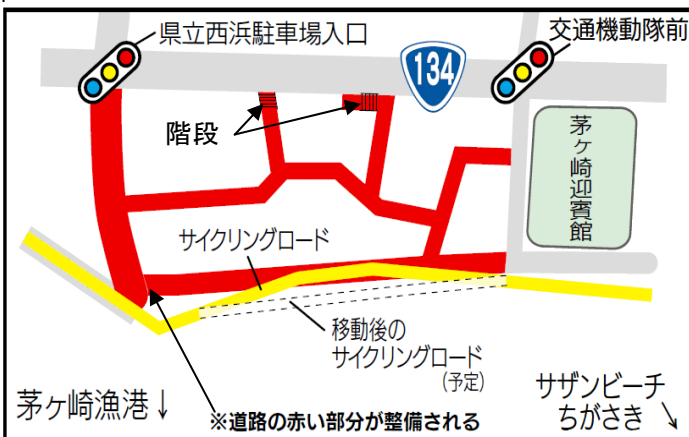 県立西浜駐車場入口
134
交通機動隊前
階段
茅ヶ崎迎賓館
サイクリングロード
移動後の
サイクリングロード
(予定)
茅ヶ崎漁港↓
※道路の赤い部分が整備される
サザンビーチ
ちがさき